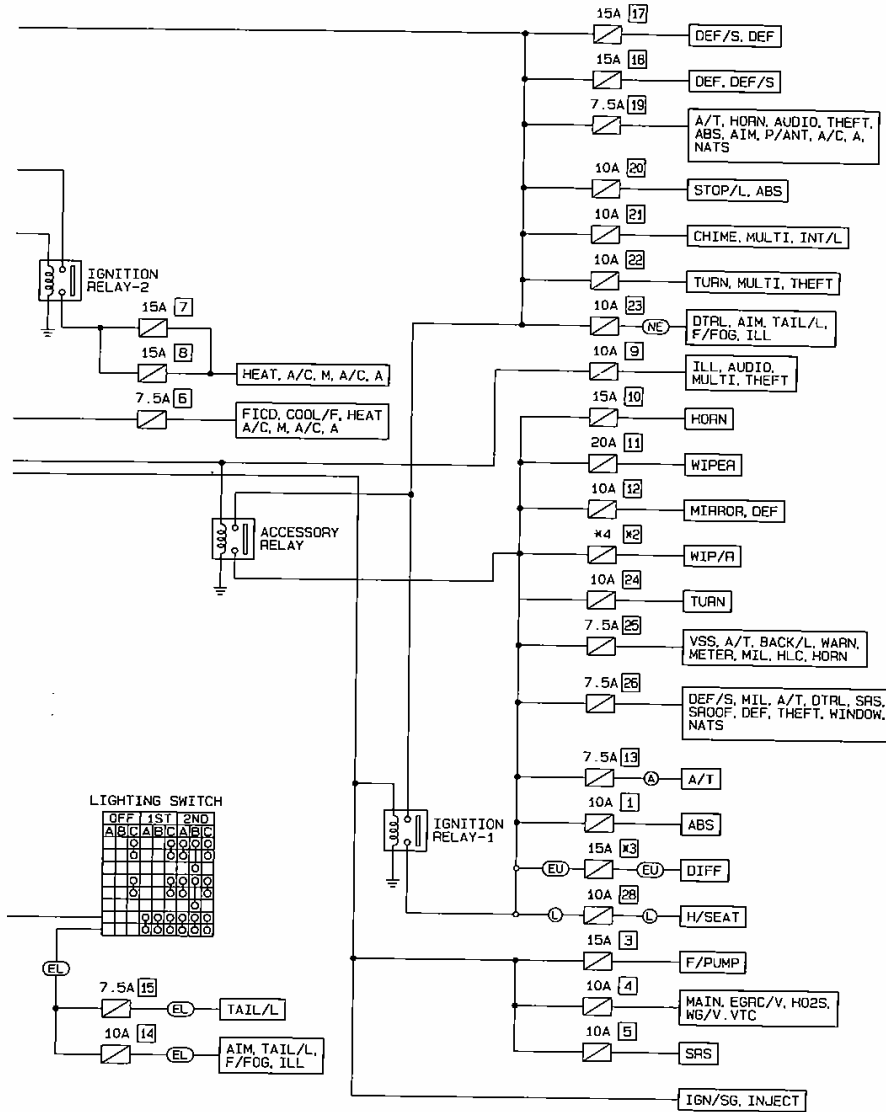 15A 17
DEF/S, DEF
15A 18
DEF, DEF/S
7.5A 19
A/T, HORN, AUDIO, THEFT,
ABS, AIM, P/ANT, A/C, A,
NATS
10A 20
STOP/L, ABS
10A 21
CHIME, MULTI, INT/L
IGNITION
RELAY-2
10A 22
TURN, MULTI, THEFT
15A 7
10A 23
NE
DTRL, AIM, TAIL/L,
F/FOG, ILL
15A 8
HEAT, A/C, M, A/C, A
10A 9
ILL, AUDIO,
MULTI, THEFT
7.5A 6
FICD, COOL/F, HEAT
A/C, M, A/C, A
15A 10
HORN
20A 11
WIPER
10A 12
MIRROR, DEF
ACCESSORY
RELAY
*4 *2
WIP/R
10A 24
TURN
7.5A 25
VSS, A/T, BACK/L, WARN,
METER, MIL, HLC, HORN
7.5A 26
DEF/S, MIL, A/T, DTRL, SRS,
SROOF, DEF, THEFT, WINDOW,
NATS
7.5A 13
A
A/T
LIGHTING SWITCH
OFF 1ST 2ND
A B C A B C A B C
10A 1
ABS
IGNITION
RELAY-1
15A *3
EU
EU
DIFF
10A 28
L
L
H/SEAT
15A 3
F/PUMP
EL
7.5A 15
EL
TAIL/L
10A 4
MAIN, EGRC/V, HO2S,
WG/V. VTC
10A 14
EL
AIM, TAIL/L,
F/FOG, ILL
10A 5
SRS
IGN/SG, INJECT